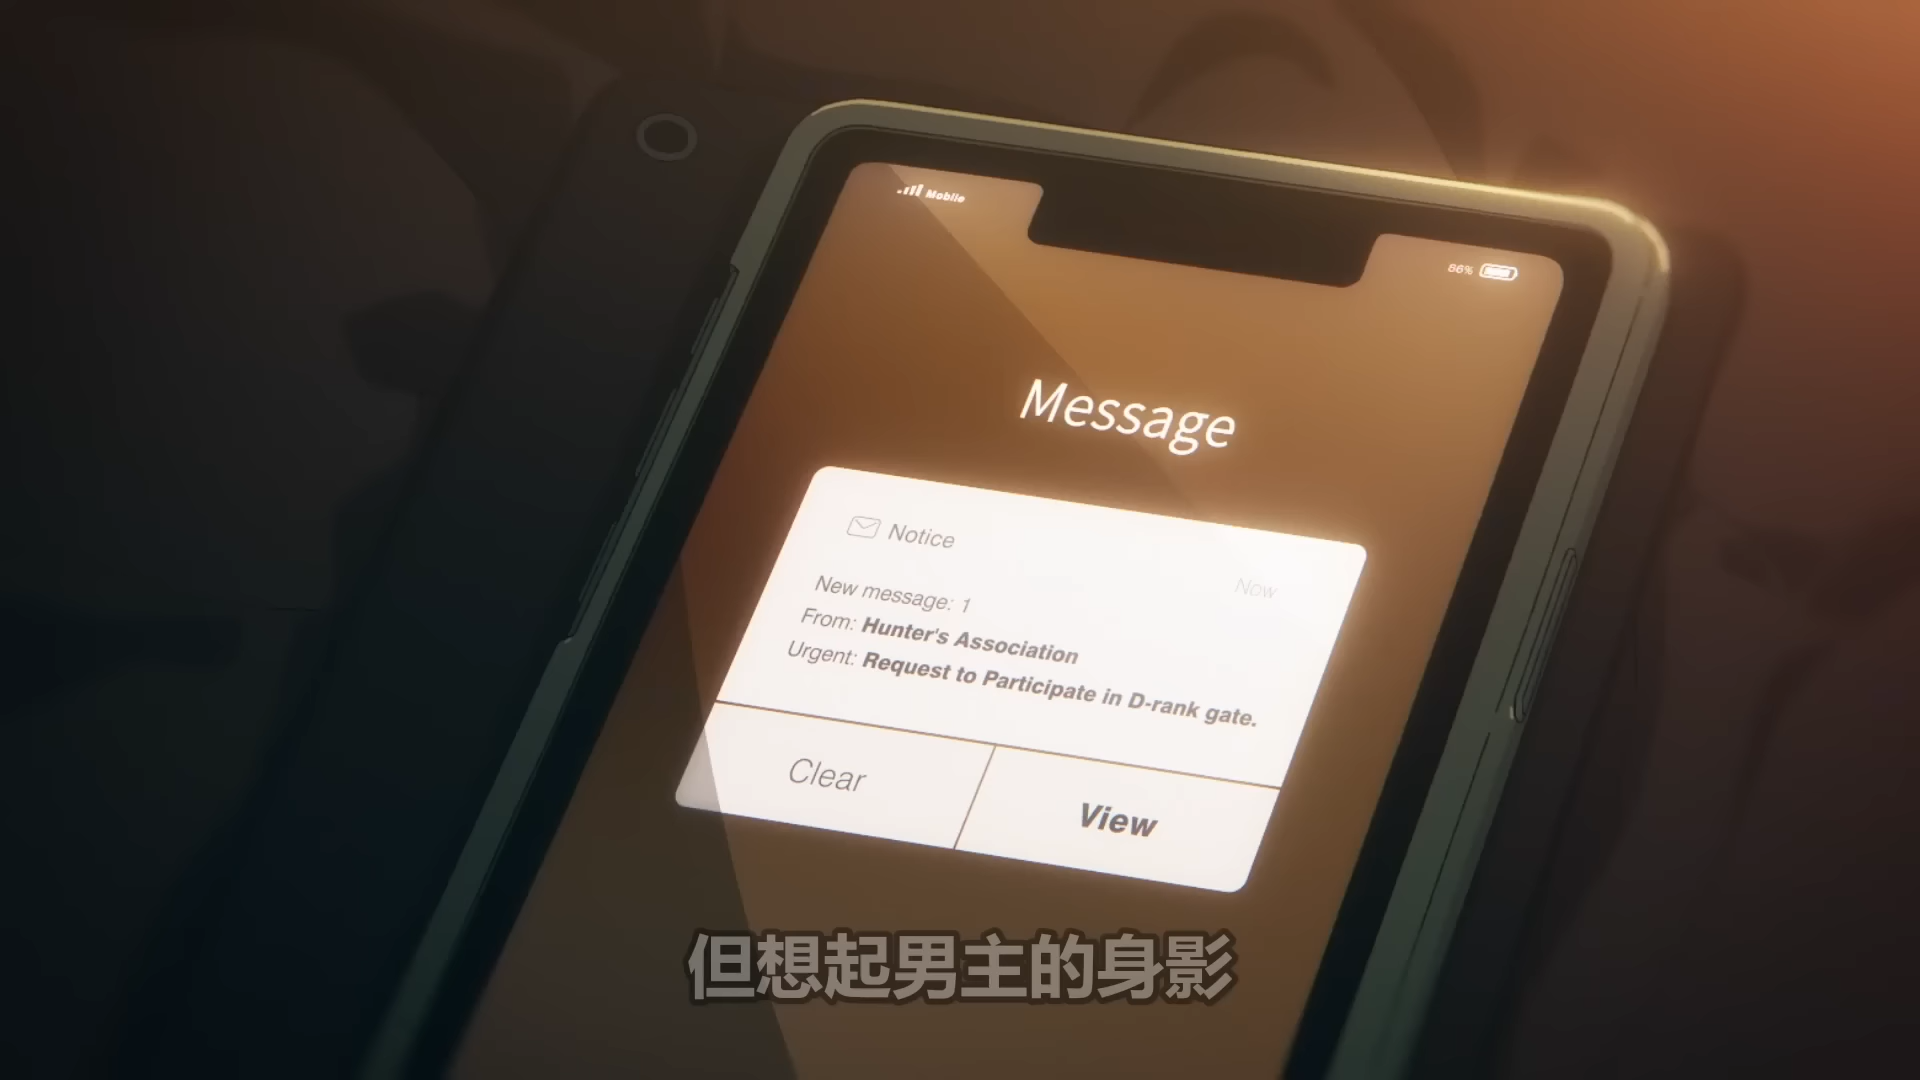 Mobile
86%
Message
Notice
Now
New message: 1
From: Hunter's Association
Urgent: Request to Participate in D-rank gate.
Clear
View
但想起男主的身影